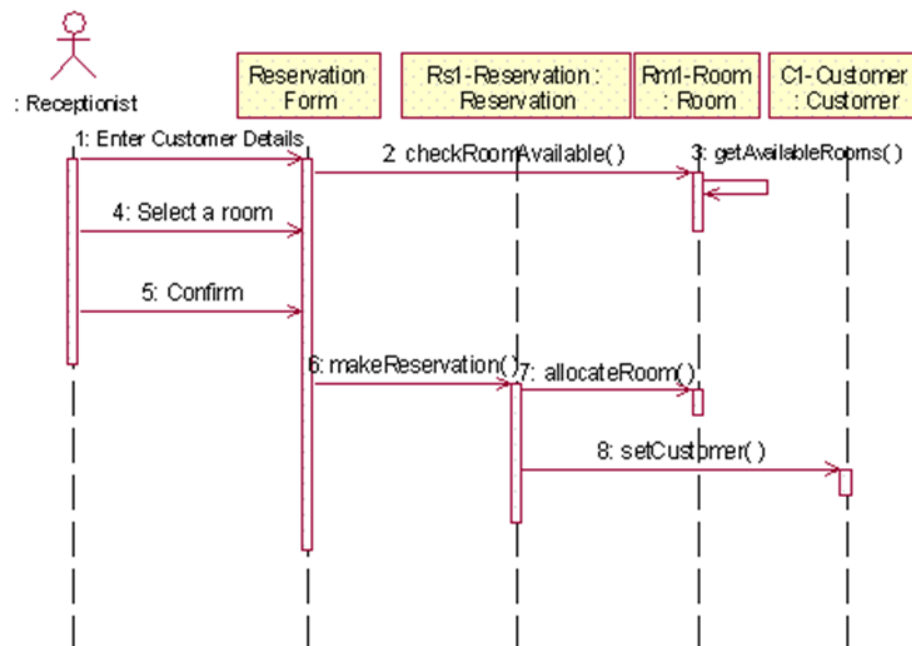 : Receptionist
Reservation
Form
Rs1-Reservation :
Reservation
Rm1-Room
: Room
C1-Customer
: Customer
1: Enter Customer Details
2: checkRoomAvailable()
3: getAvailableRooms()
4: Select a room
5: Confirm
6: makeReservation()
7: allocateRoom()
8: setCustomer()